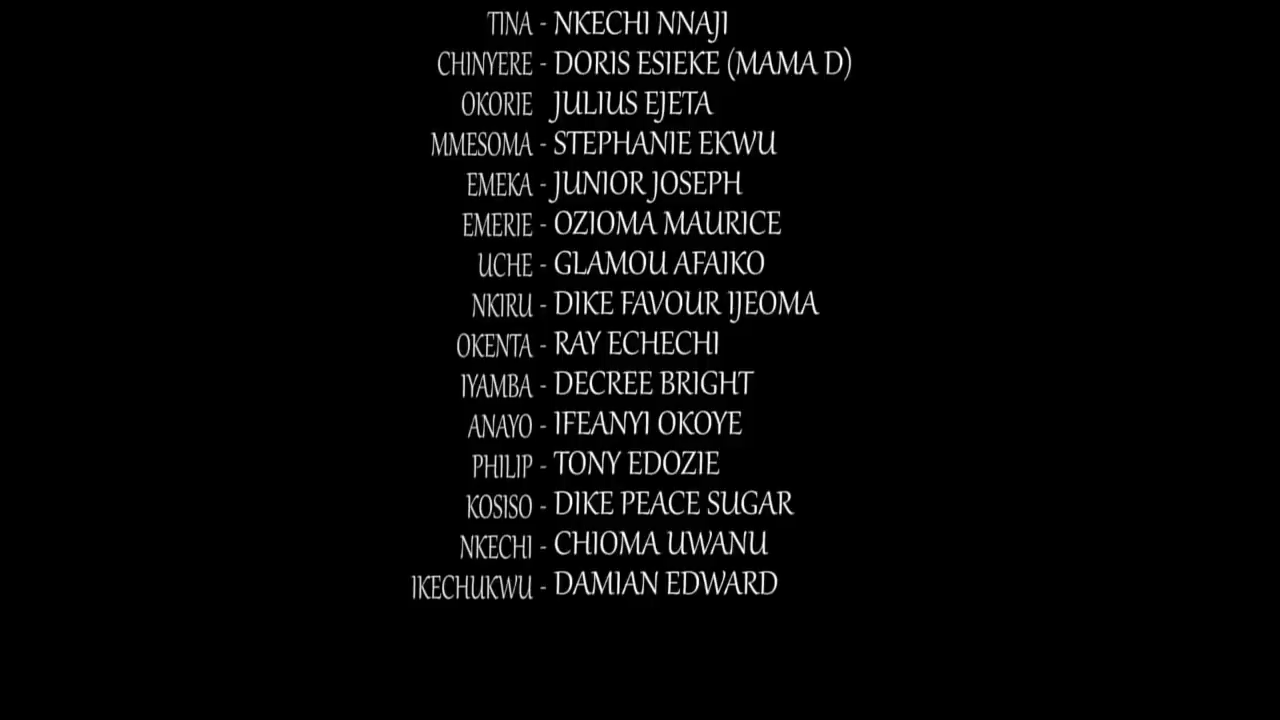 TINA - NKECHI NNAJI
CHINYERE - DORIS ESIEKE (MAMA D)
OKORIE JULIUS EJETA
MMESOMA - STEPHANIE EKWU
EMEKA - JUNIOR JOSEPH
EMERIE - OZIOMA MAURICE
UCHE - GLAMOU AFAIKO
NKIRU - DIKE FAVOUR IJEOMA
OKENTA - RAY ECHECHI
IYAMBA - DECREE BRIGHT
ANAYO - IFEANYI OKOYE
PHILIP - TONY EDOZIE
KOSISO - DIKE PEACE SUGAR
NKECHI - CHIOMA UWANU
IKECHUKWU - DAMIAN EDWARD